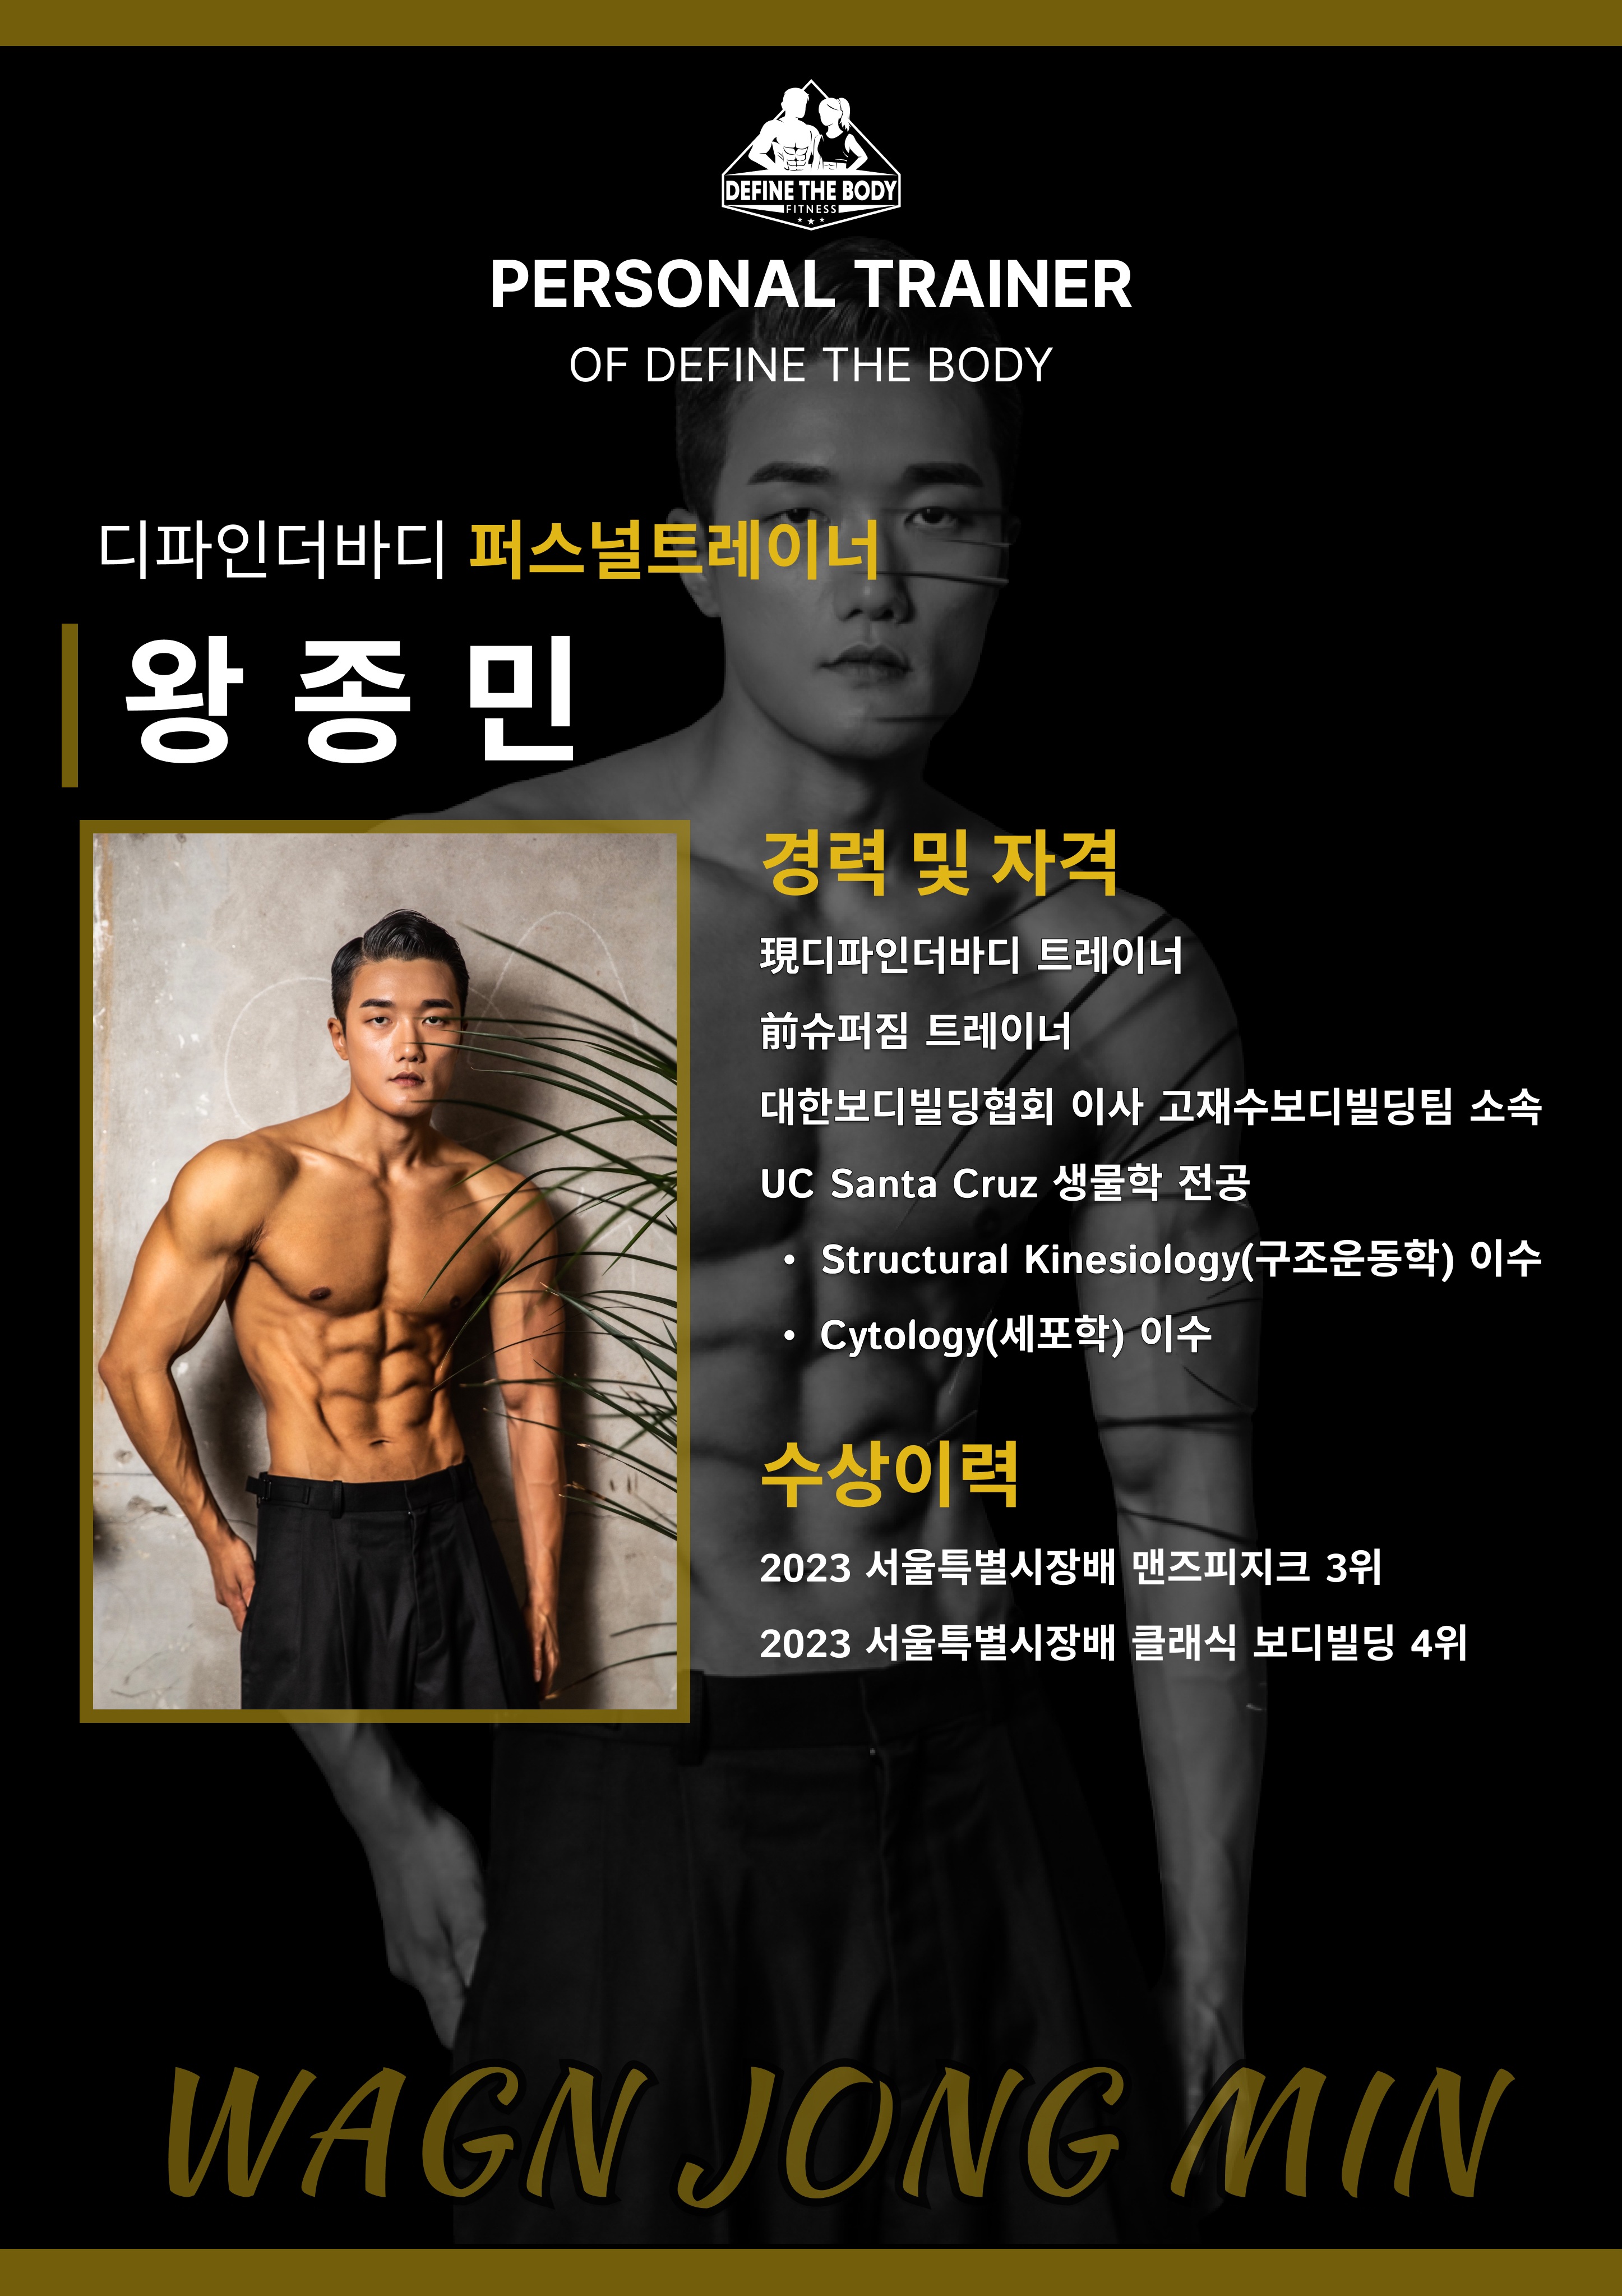 DEFINE THE BODY
FITNESS
PERSONAL TRAINER
OF DEFINE THE BODY
디파인더바디 퍼스널트레이너
왕종민
경력 및 자격
現디파인더바디 트레이너
前슈퍼짐 트레이너
대한보디빌딩협회 이사 고재수보디빌딩팀 소속
UC Santa Cruz 생물학 전공
• Structural Kinesiology(구조운동학) 이수
• Cytology(세포학) 이수
수상이력
2023 서울특별시장배 맨즈피지크 3위
2023 서울특별시장배 클래식 보디빌딩 4위
WAGN JONG MIN